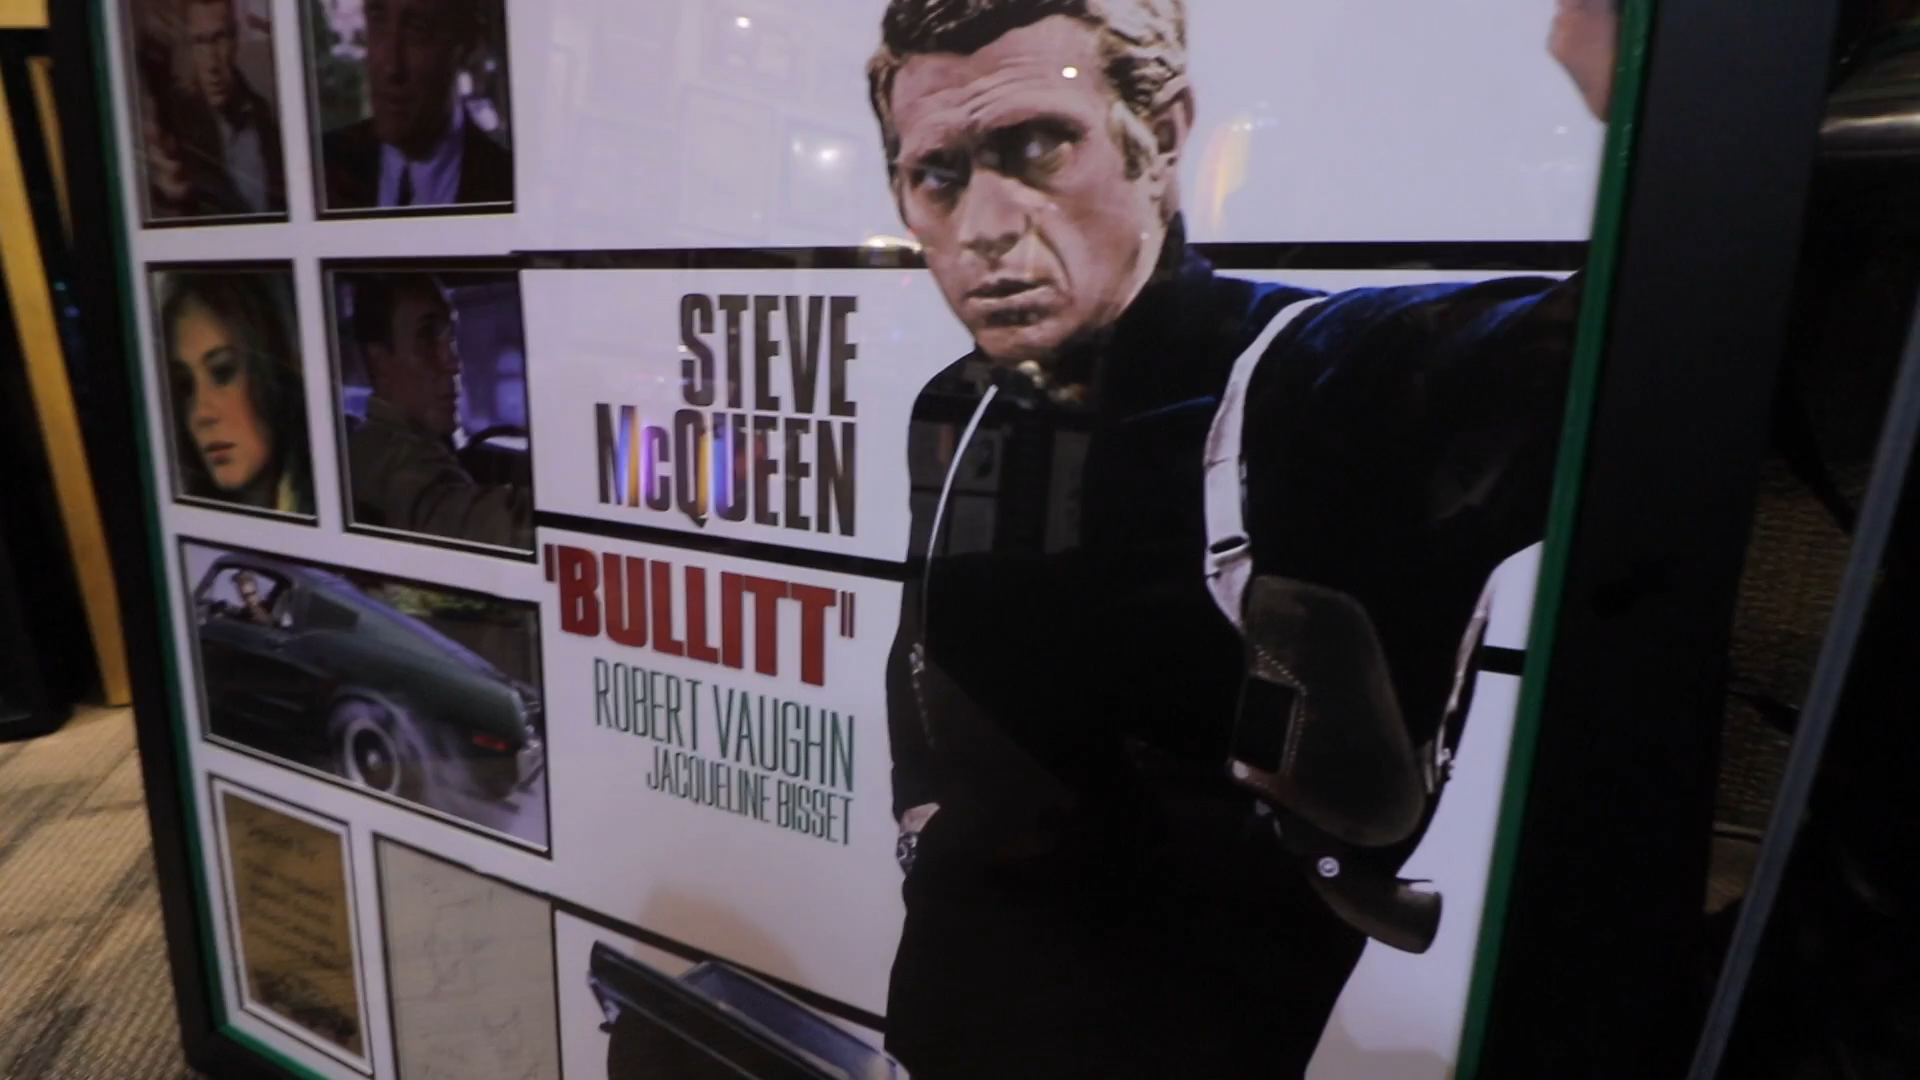 STEVE
McQUEEN
"BULLITT"
ROBERT VAUGHN
JACQUELINE BISSET